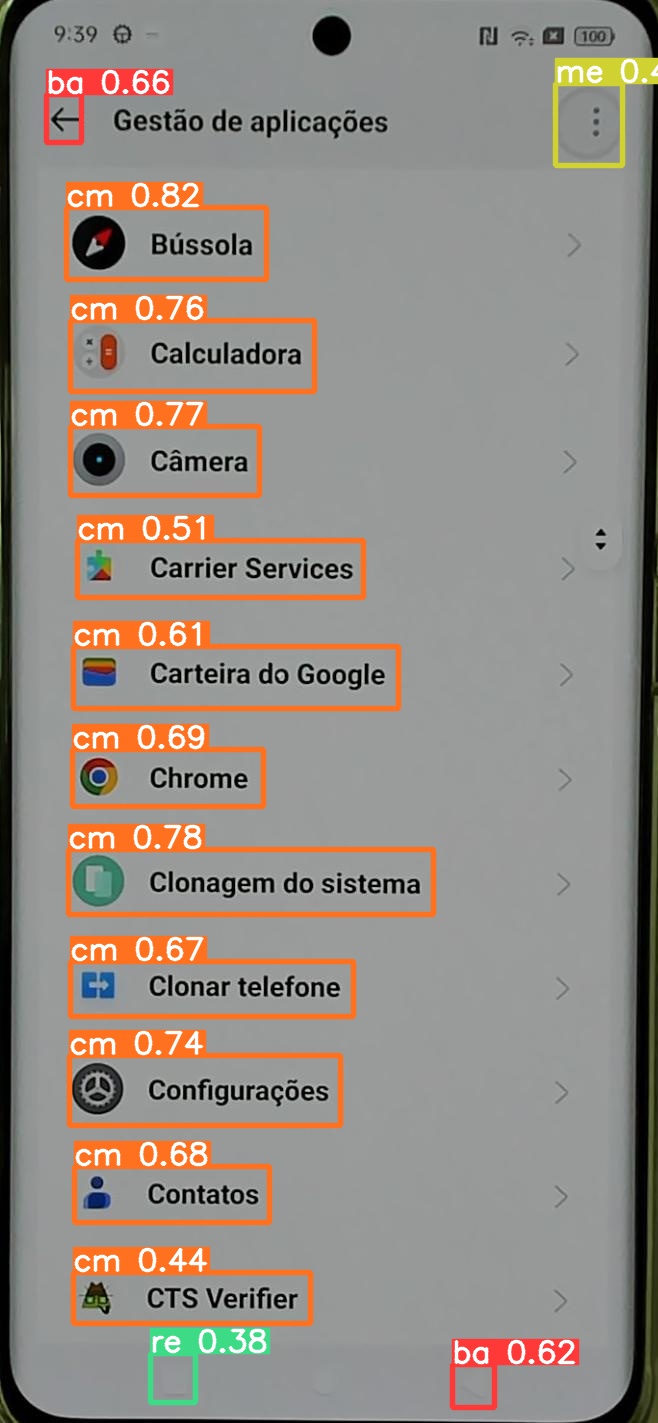 9:39
100
ba 0.66
me 0.4
Gestão de aplicações
cm 0.82
Bússola
cm 0.76
Calculadora
cm 0.77
Câmera
cm 0.51
Carrier Services
cm 0.61
Carteira do Google
cm 0.69
Chrome
cm 0.78
Clonagem do sistema
cm 0.67
Clonar telefone
cm 0.74
Configurações
cm 0.68
Contatos
cm 0.44
CTS Verifier
re 0.38
ba 0.62